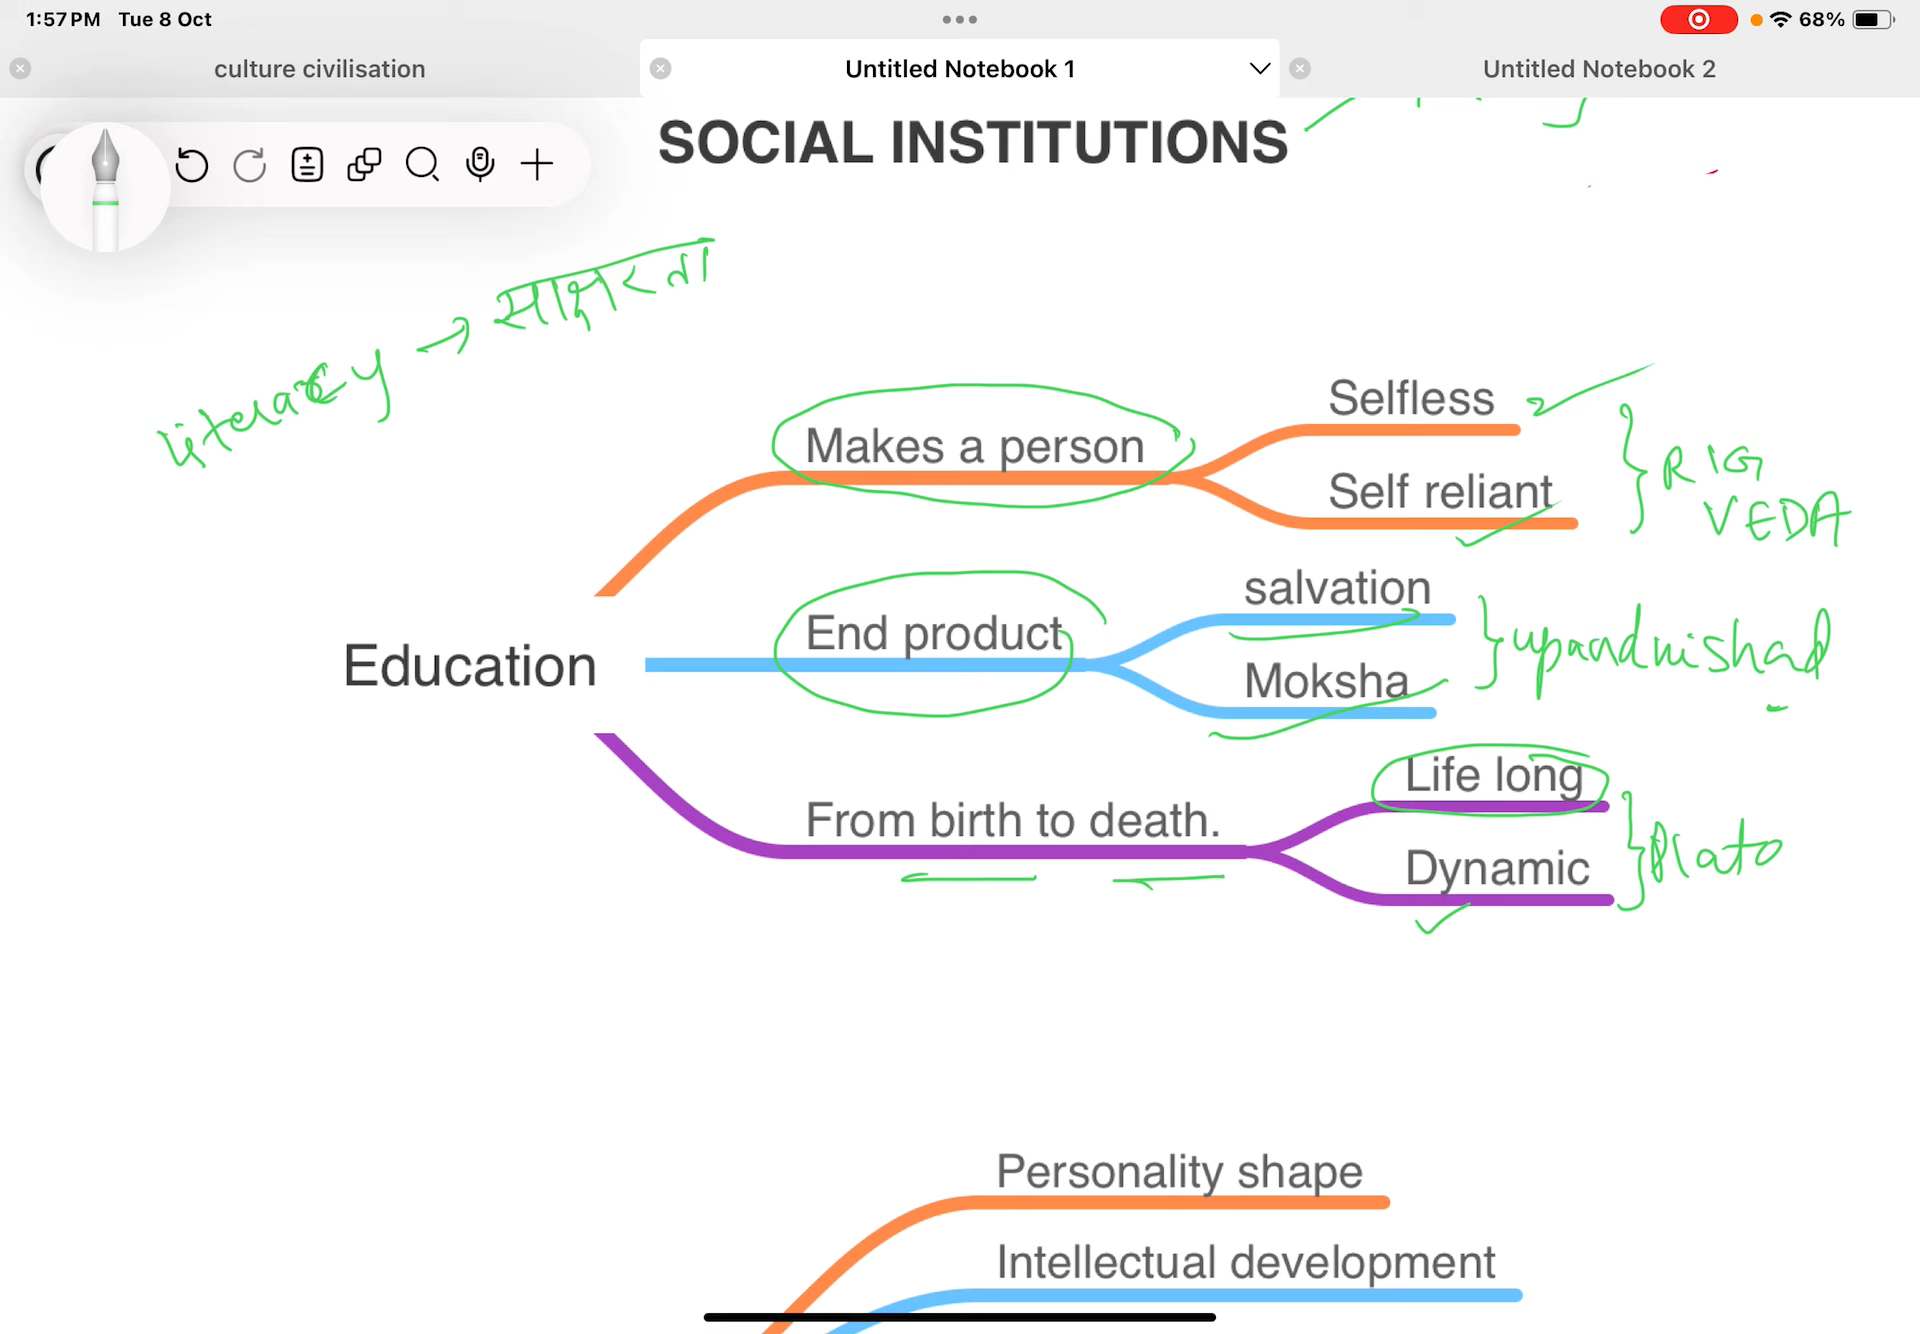 1:57 PM Tue 8 Oct
68%
culture civilisation
Untitled Notebook 1
Untitled Notebook 2
SOCIAL INSTITUTIONS
literacy → साक्षरता
Makes a person
Selfless
Self reliant
RIG
VEDA
Education
End product
salvation
Moksha
From birth to death.
Life long
Dynamic
Plato
Personality shape
Intellectual development